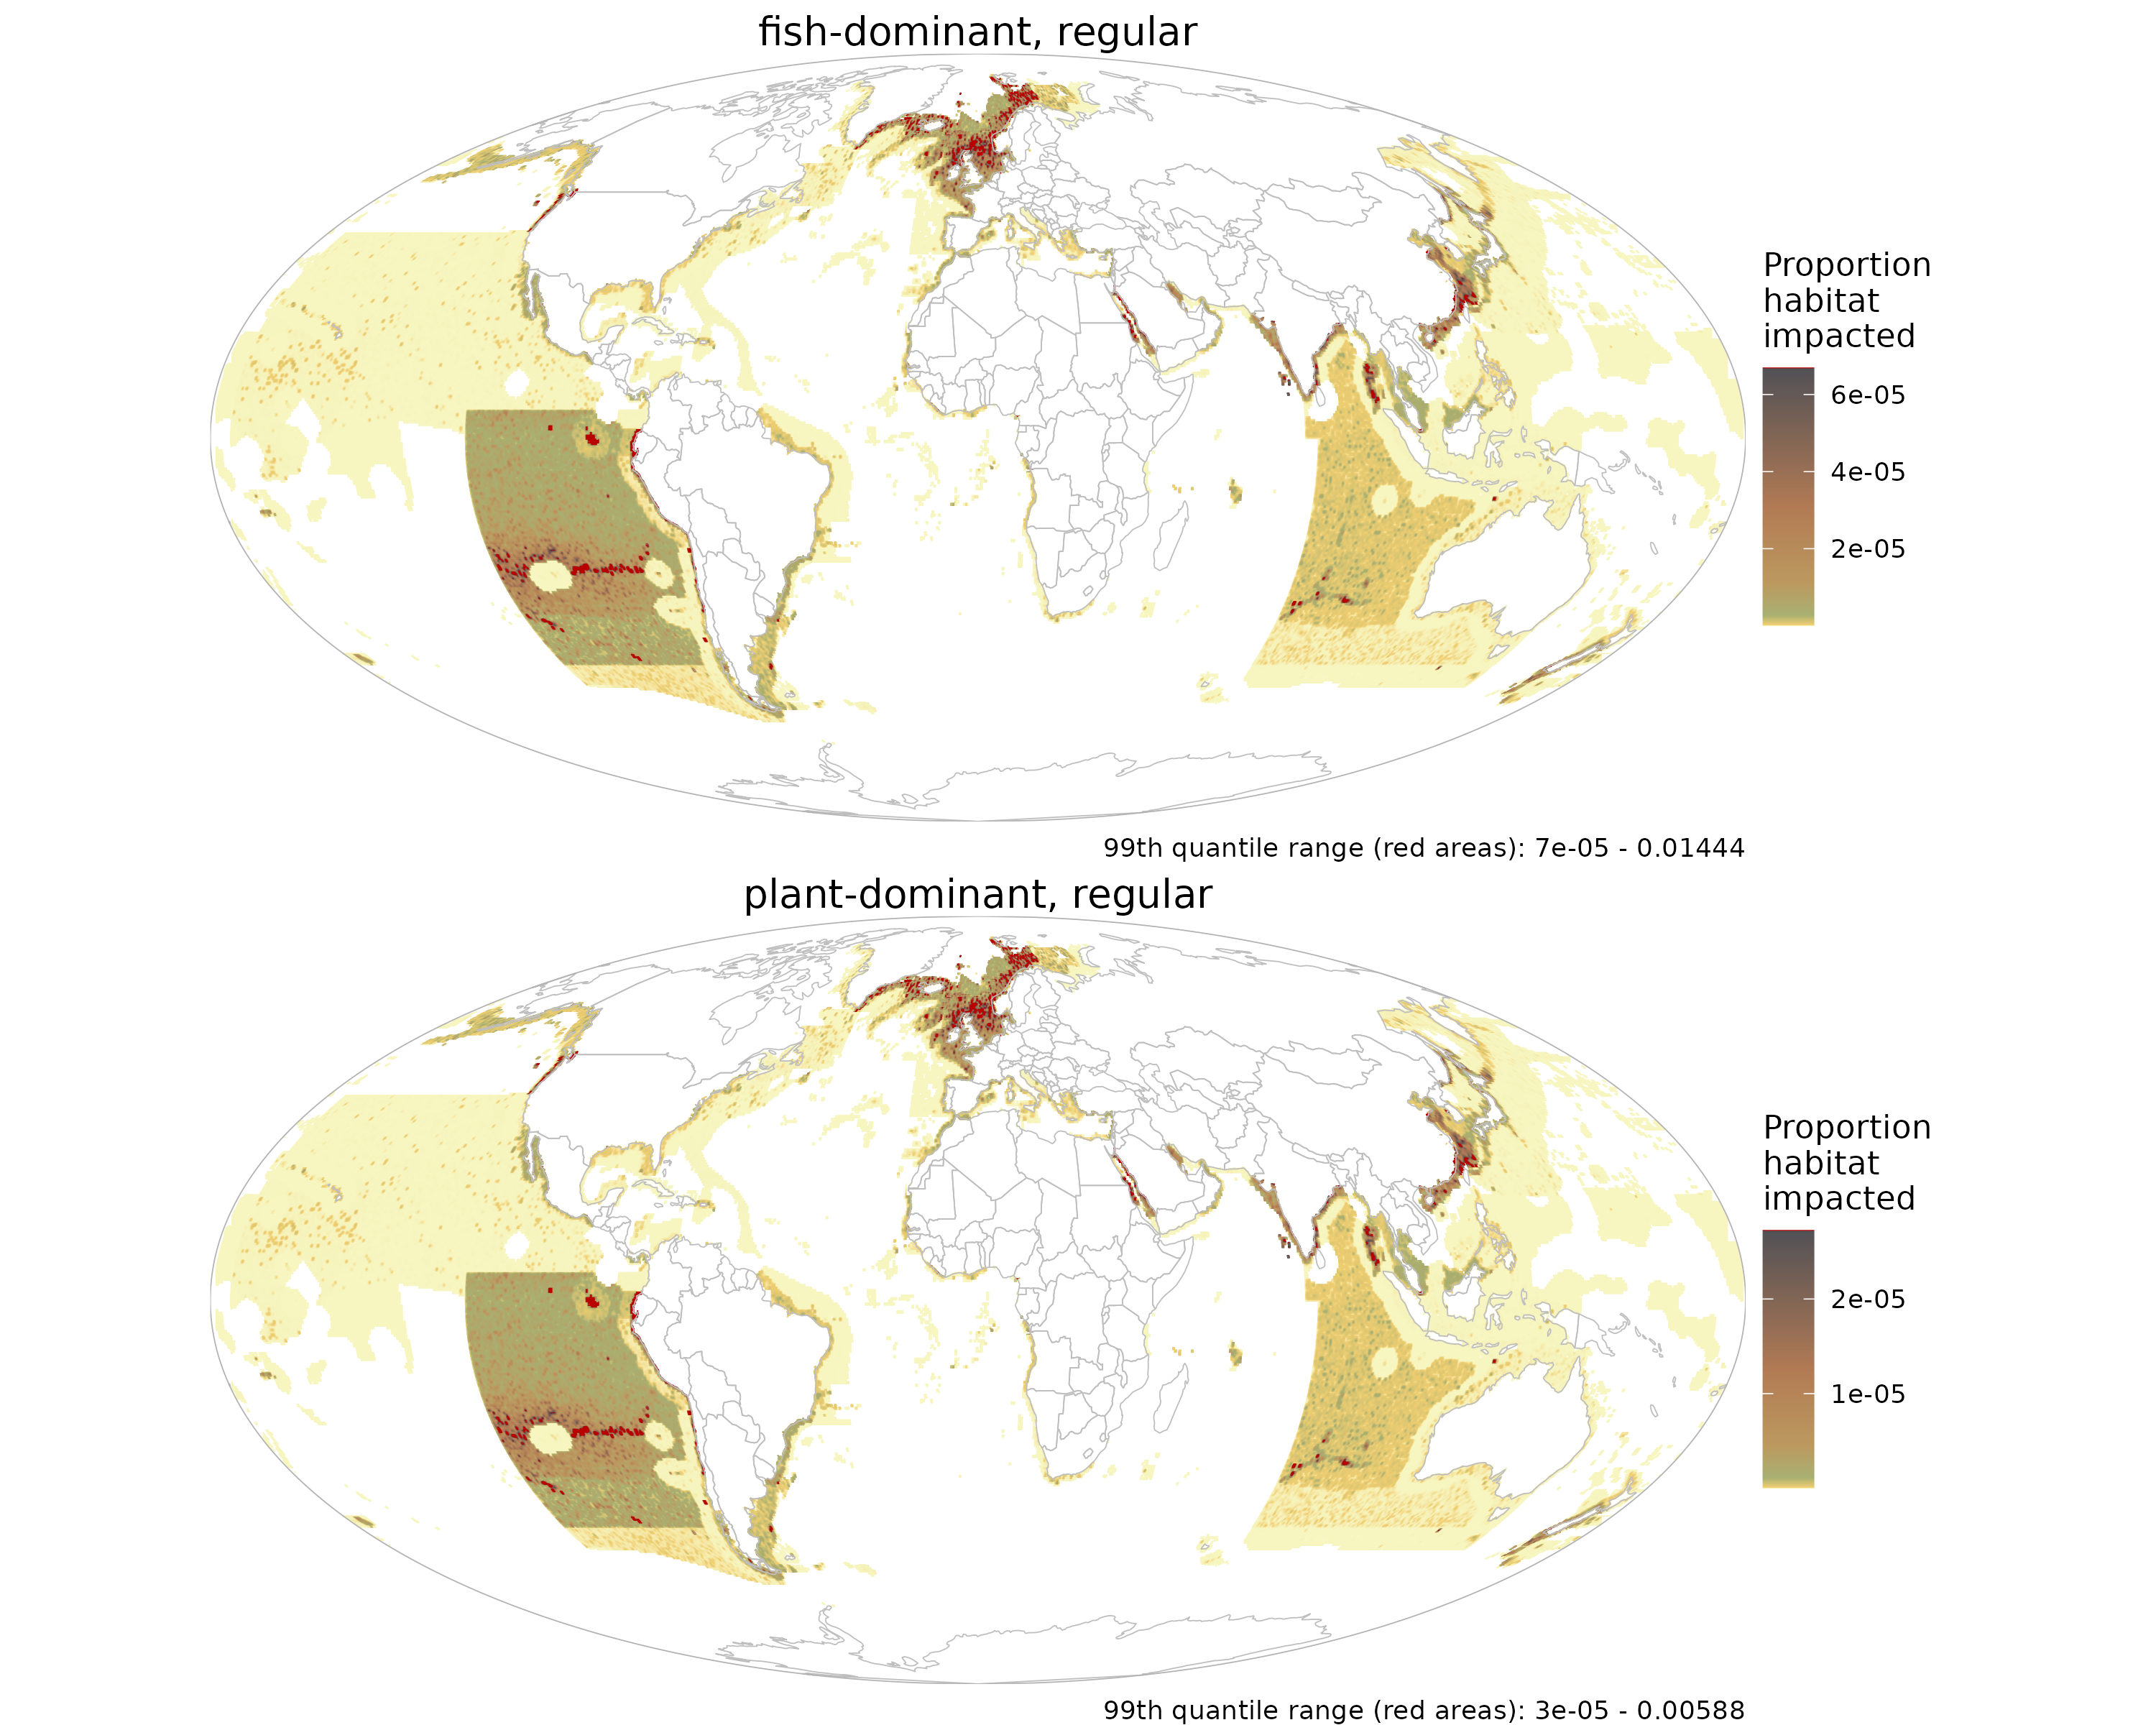 fish-dominant, regular
Proportion
habitat
impacted
6e-05
4e-05
2e-05
99th quantile range (red areas): 7e-05 - 0.01444
plant-dominant, regular
Proportion
habitat
impacted
2e-05
1e-05
99th quantile range (red areas): 3e-05 - 0.00588